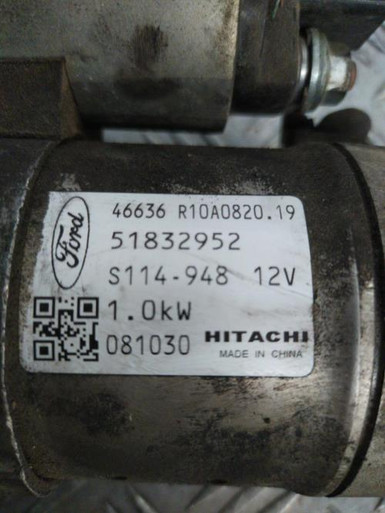 Ford
46636 R10A0820.19
51832952
S114-948 12V
1.0kW
081030 HITACHI
MADE IN CHINA